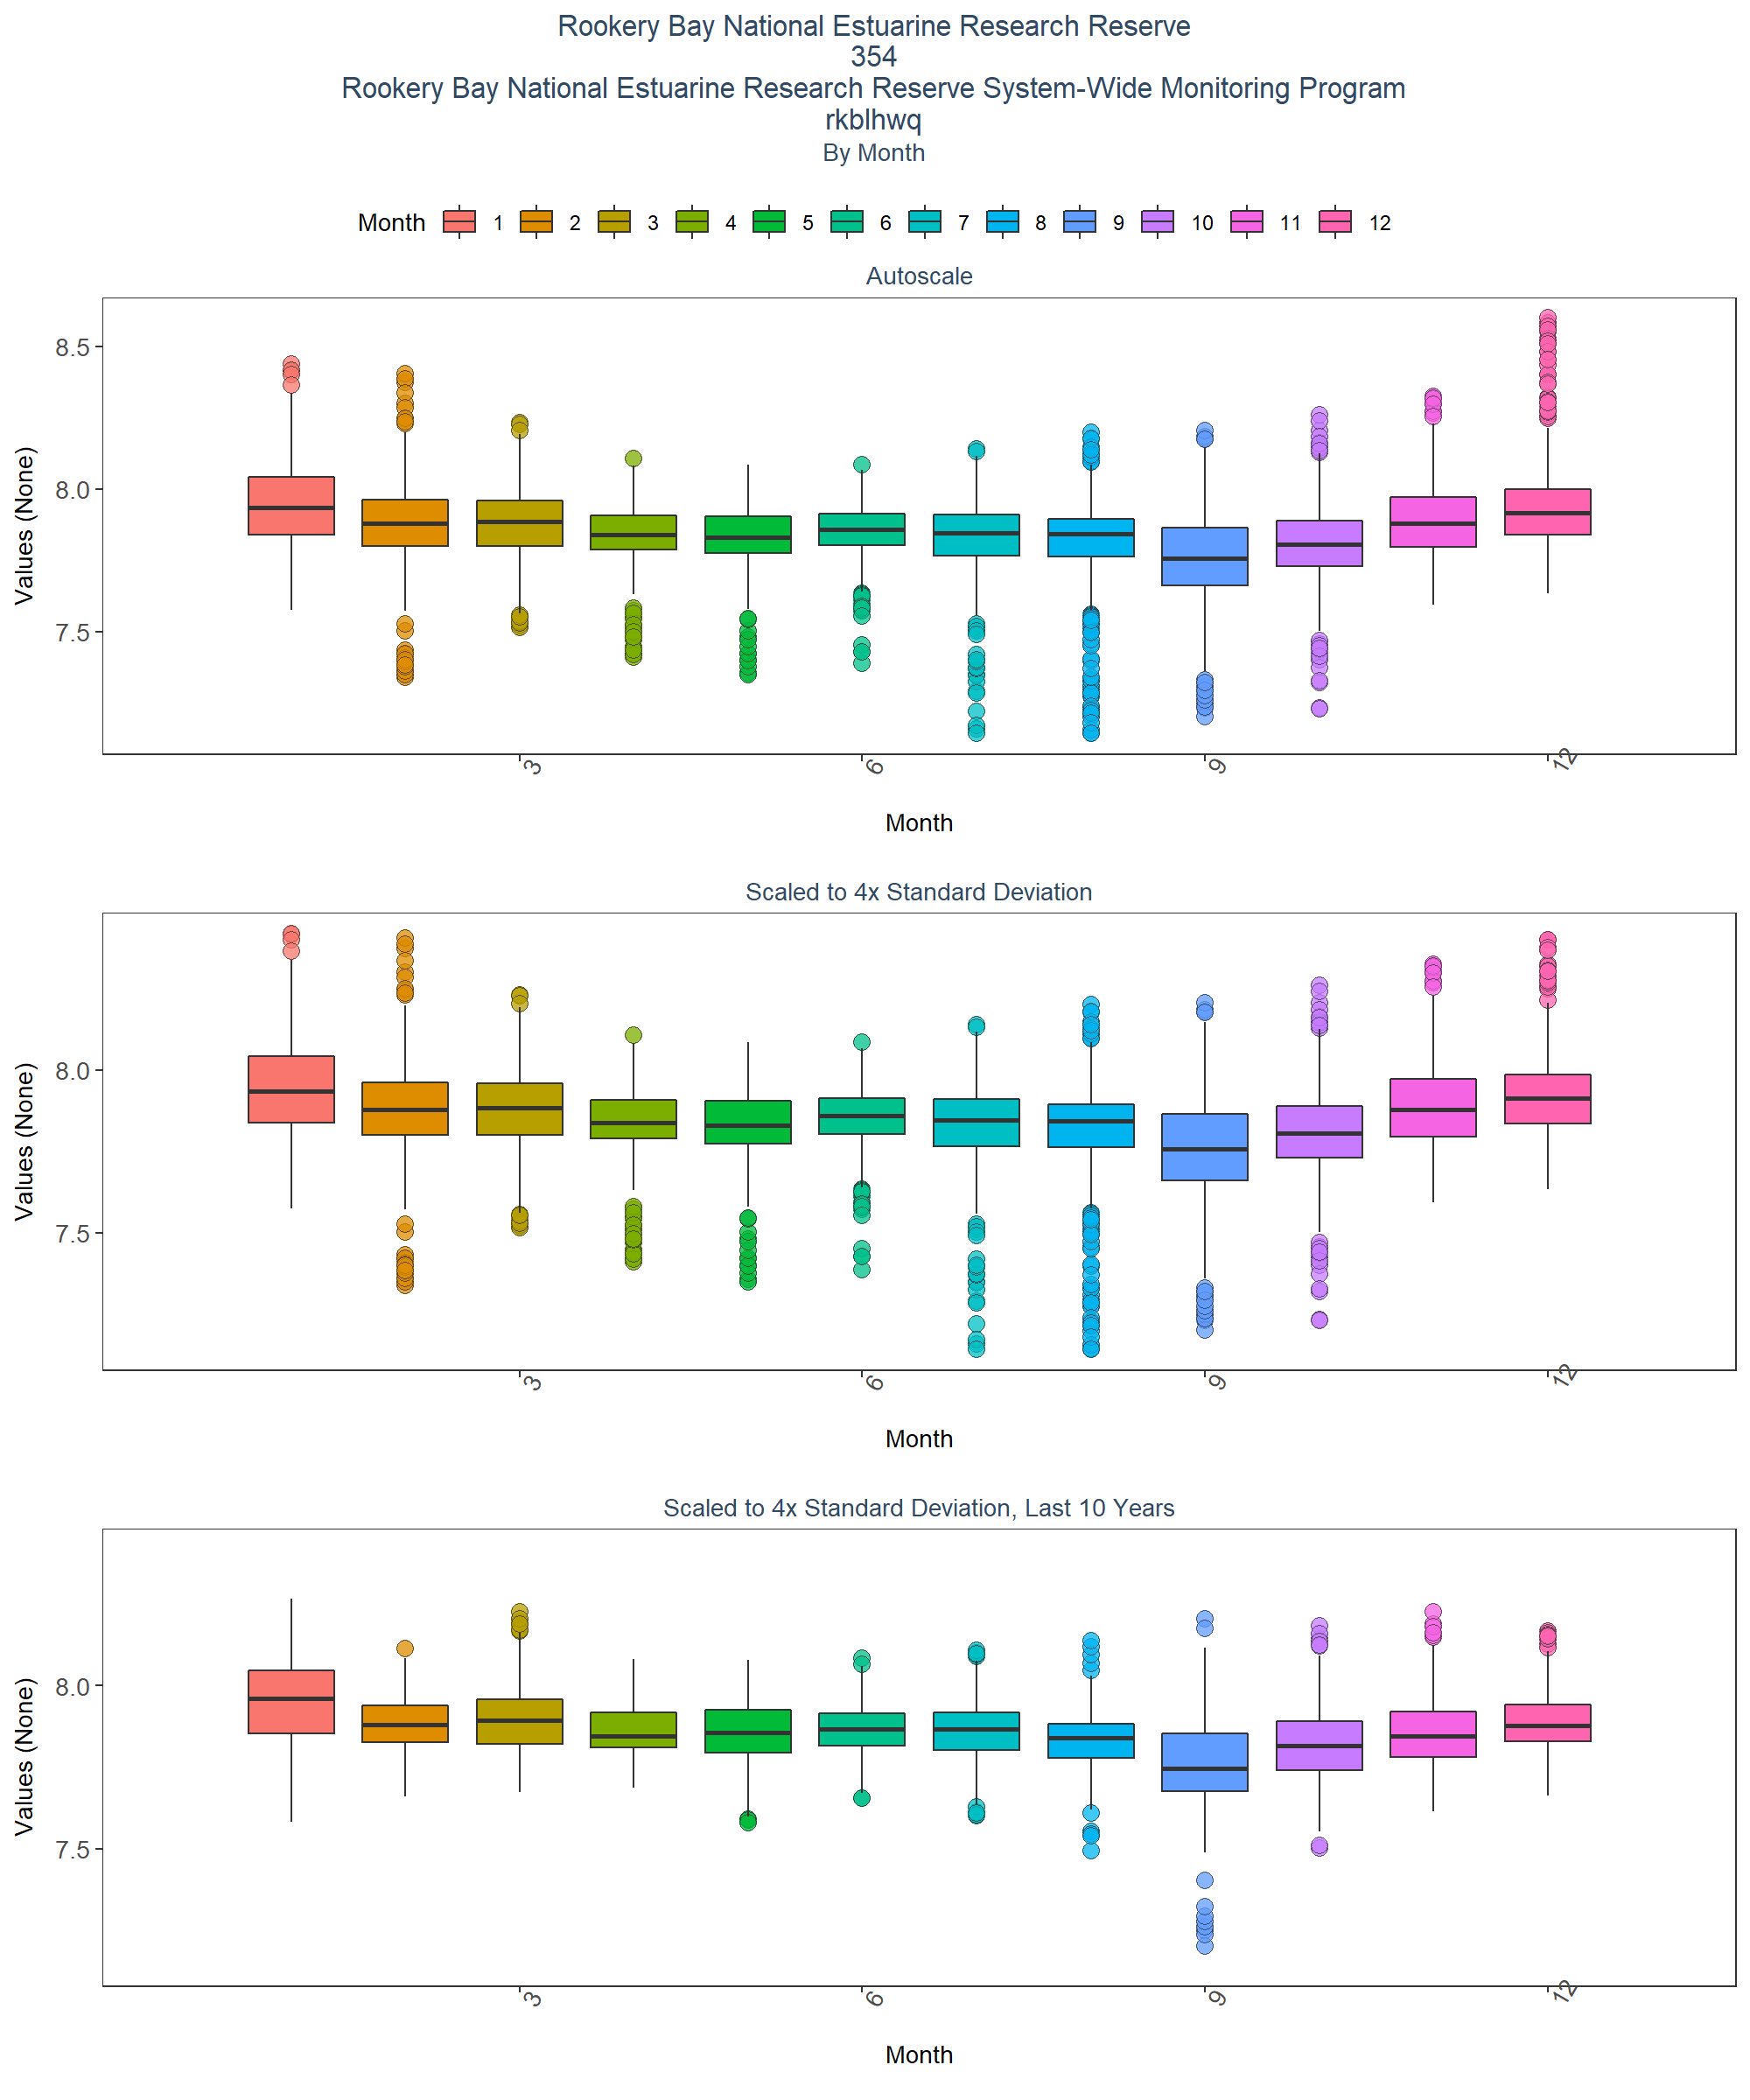 Rookery Bay National Estuarine Research Reserve
354
Rookery Bay National Estuarine Research Reserve System-Wide Monitoring Program
rkblhwq
By Month
Month 1 2 3 4 5 6 7 8 9 10 11 12
Autoscale
Values (None)
8.5
8.0
7.5
3 6 9 12
Month
Scaled to 4x Standard Deviation
Values (None)
8.0
7.5
3 6 9 12
Month
Scaled to 4x Standard Deviation, Last 10 Years
Values (None)
8.0
7.5
3 6 9 12
Month